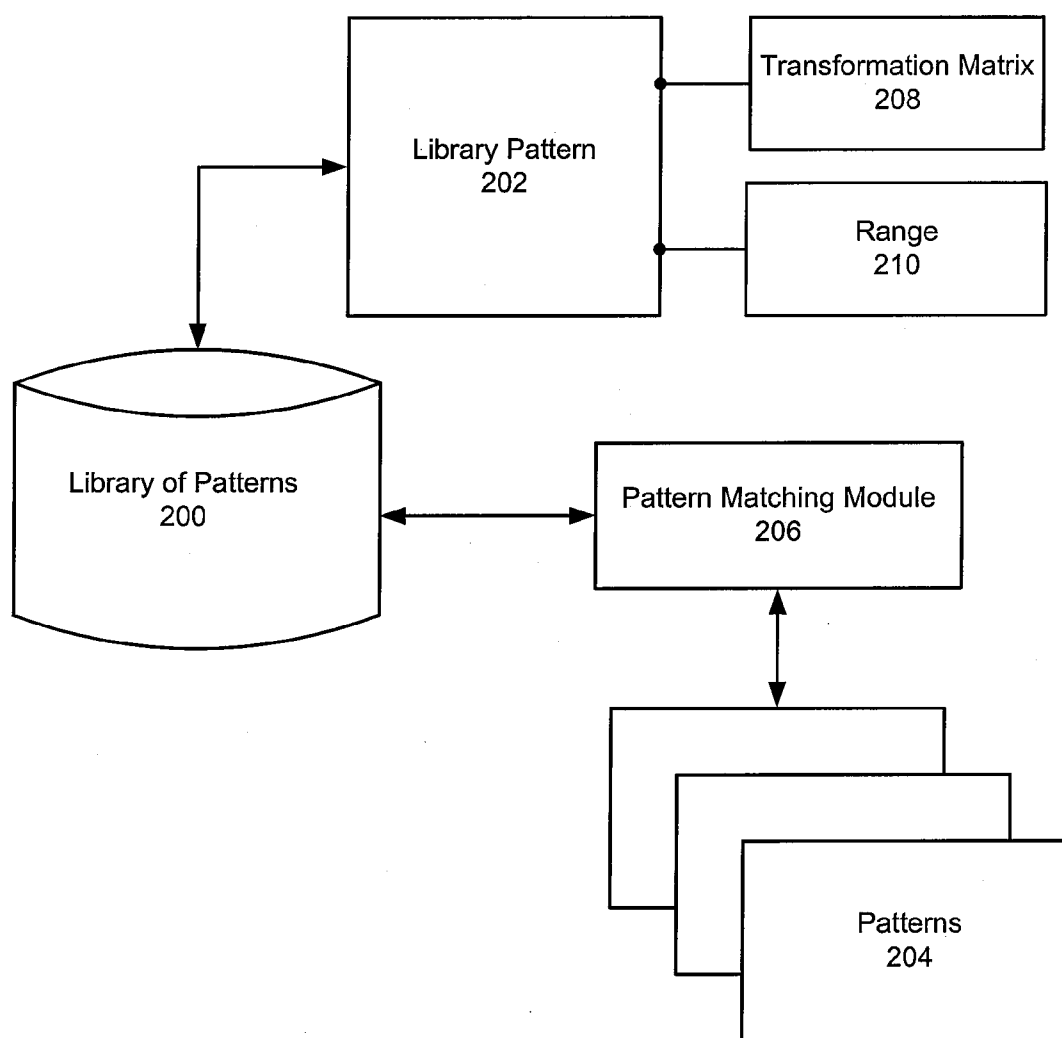 Transformation Matrix
208
Library Pattern
202
Range
210
Library of Patterns
200
Pattern Matching Module
206
Patterns
204